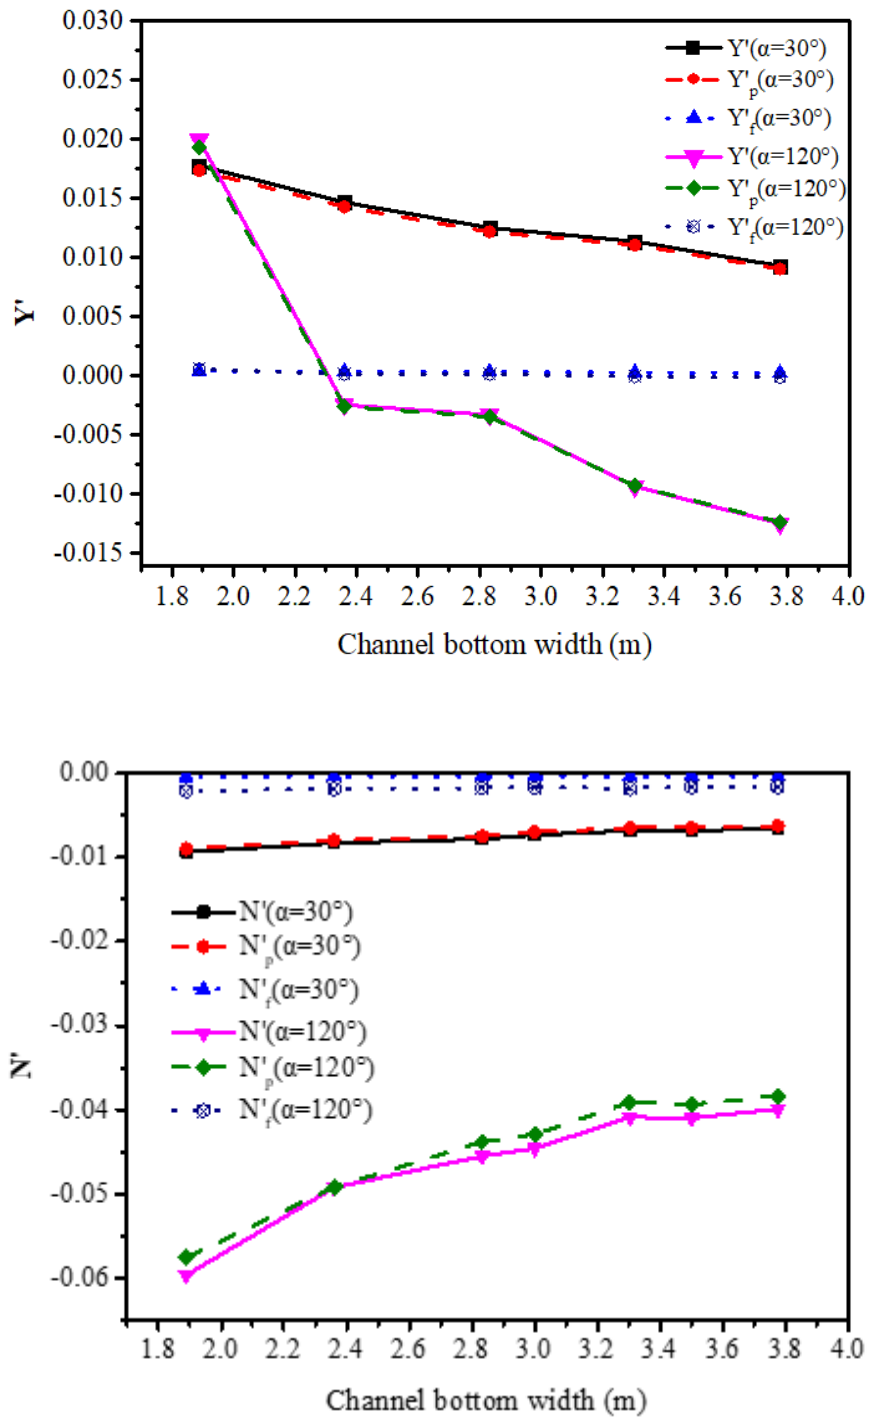 0.030
0.025
0.020
0.015
0.010
0.005
0.000
-0.005
-0.010
-0.015
Y'
Y'(α=30°)
Y'p(α=30°)
Y'f(α=30°)
Y'(α=120°)
Y'p(α=120°)
Y'f(α=120°)
1.8 2.0 2.2 2.4 2.6 2.8 3.0 3.2 3.4 3.6 3.8 4.0
Channel bottom width (m)
0.00
-0.01
-0.02
-0.03
-0.04
-0.05
-0.06
N'
N'(α=30°)
N'p(α=30°)
N'f(α=30°)
N'(α=120°)
N'p(α=120°)
N'f(α=120°)
1.8 2.0 2.2 2.4 2.6 2.8 3.0 3.2 3.4 3.6 3.8 4.0
Channel bottom width (m)